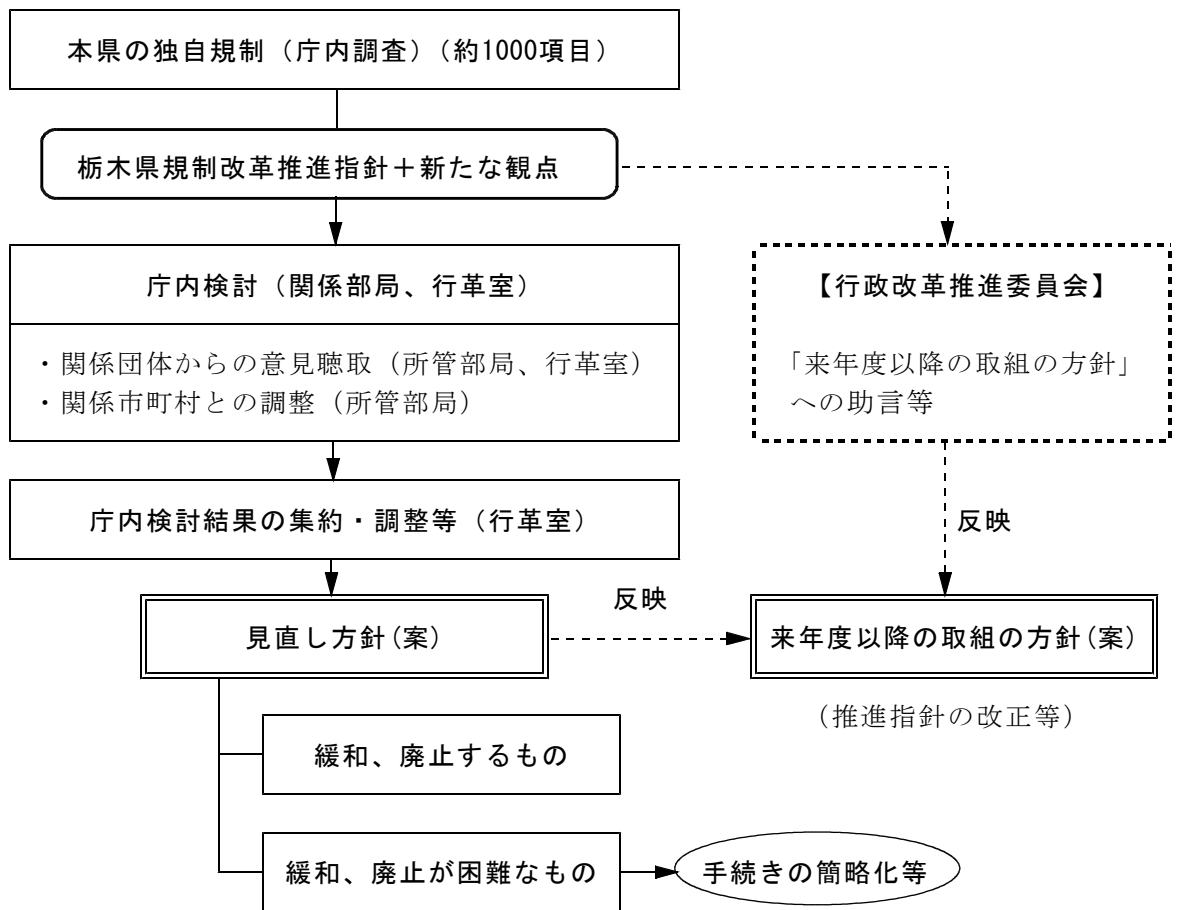 本県の独自規制（庁内調査）（約1000項目）
栃木県規制改革推進指針＋新たな観点
庁内検討（関係部局、行革室）
・関係団体からの意見聴取（所管部局、行革室）
・関係市町村との調整（所管部局）
【行政改革推進委員会】
「来年度以降の取組の方針」
への助言等
庁内検討結果の集約・調整等（行革室）
反映
見直し方針(案)
反映
来年度以降の取組の方針(案)
（推進指針の改正等）
緩和、廃止するもの
緩和、廃止が困難なもの
手続きの簡略化等